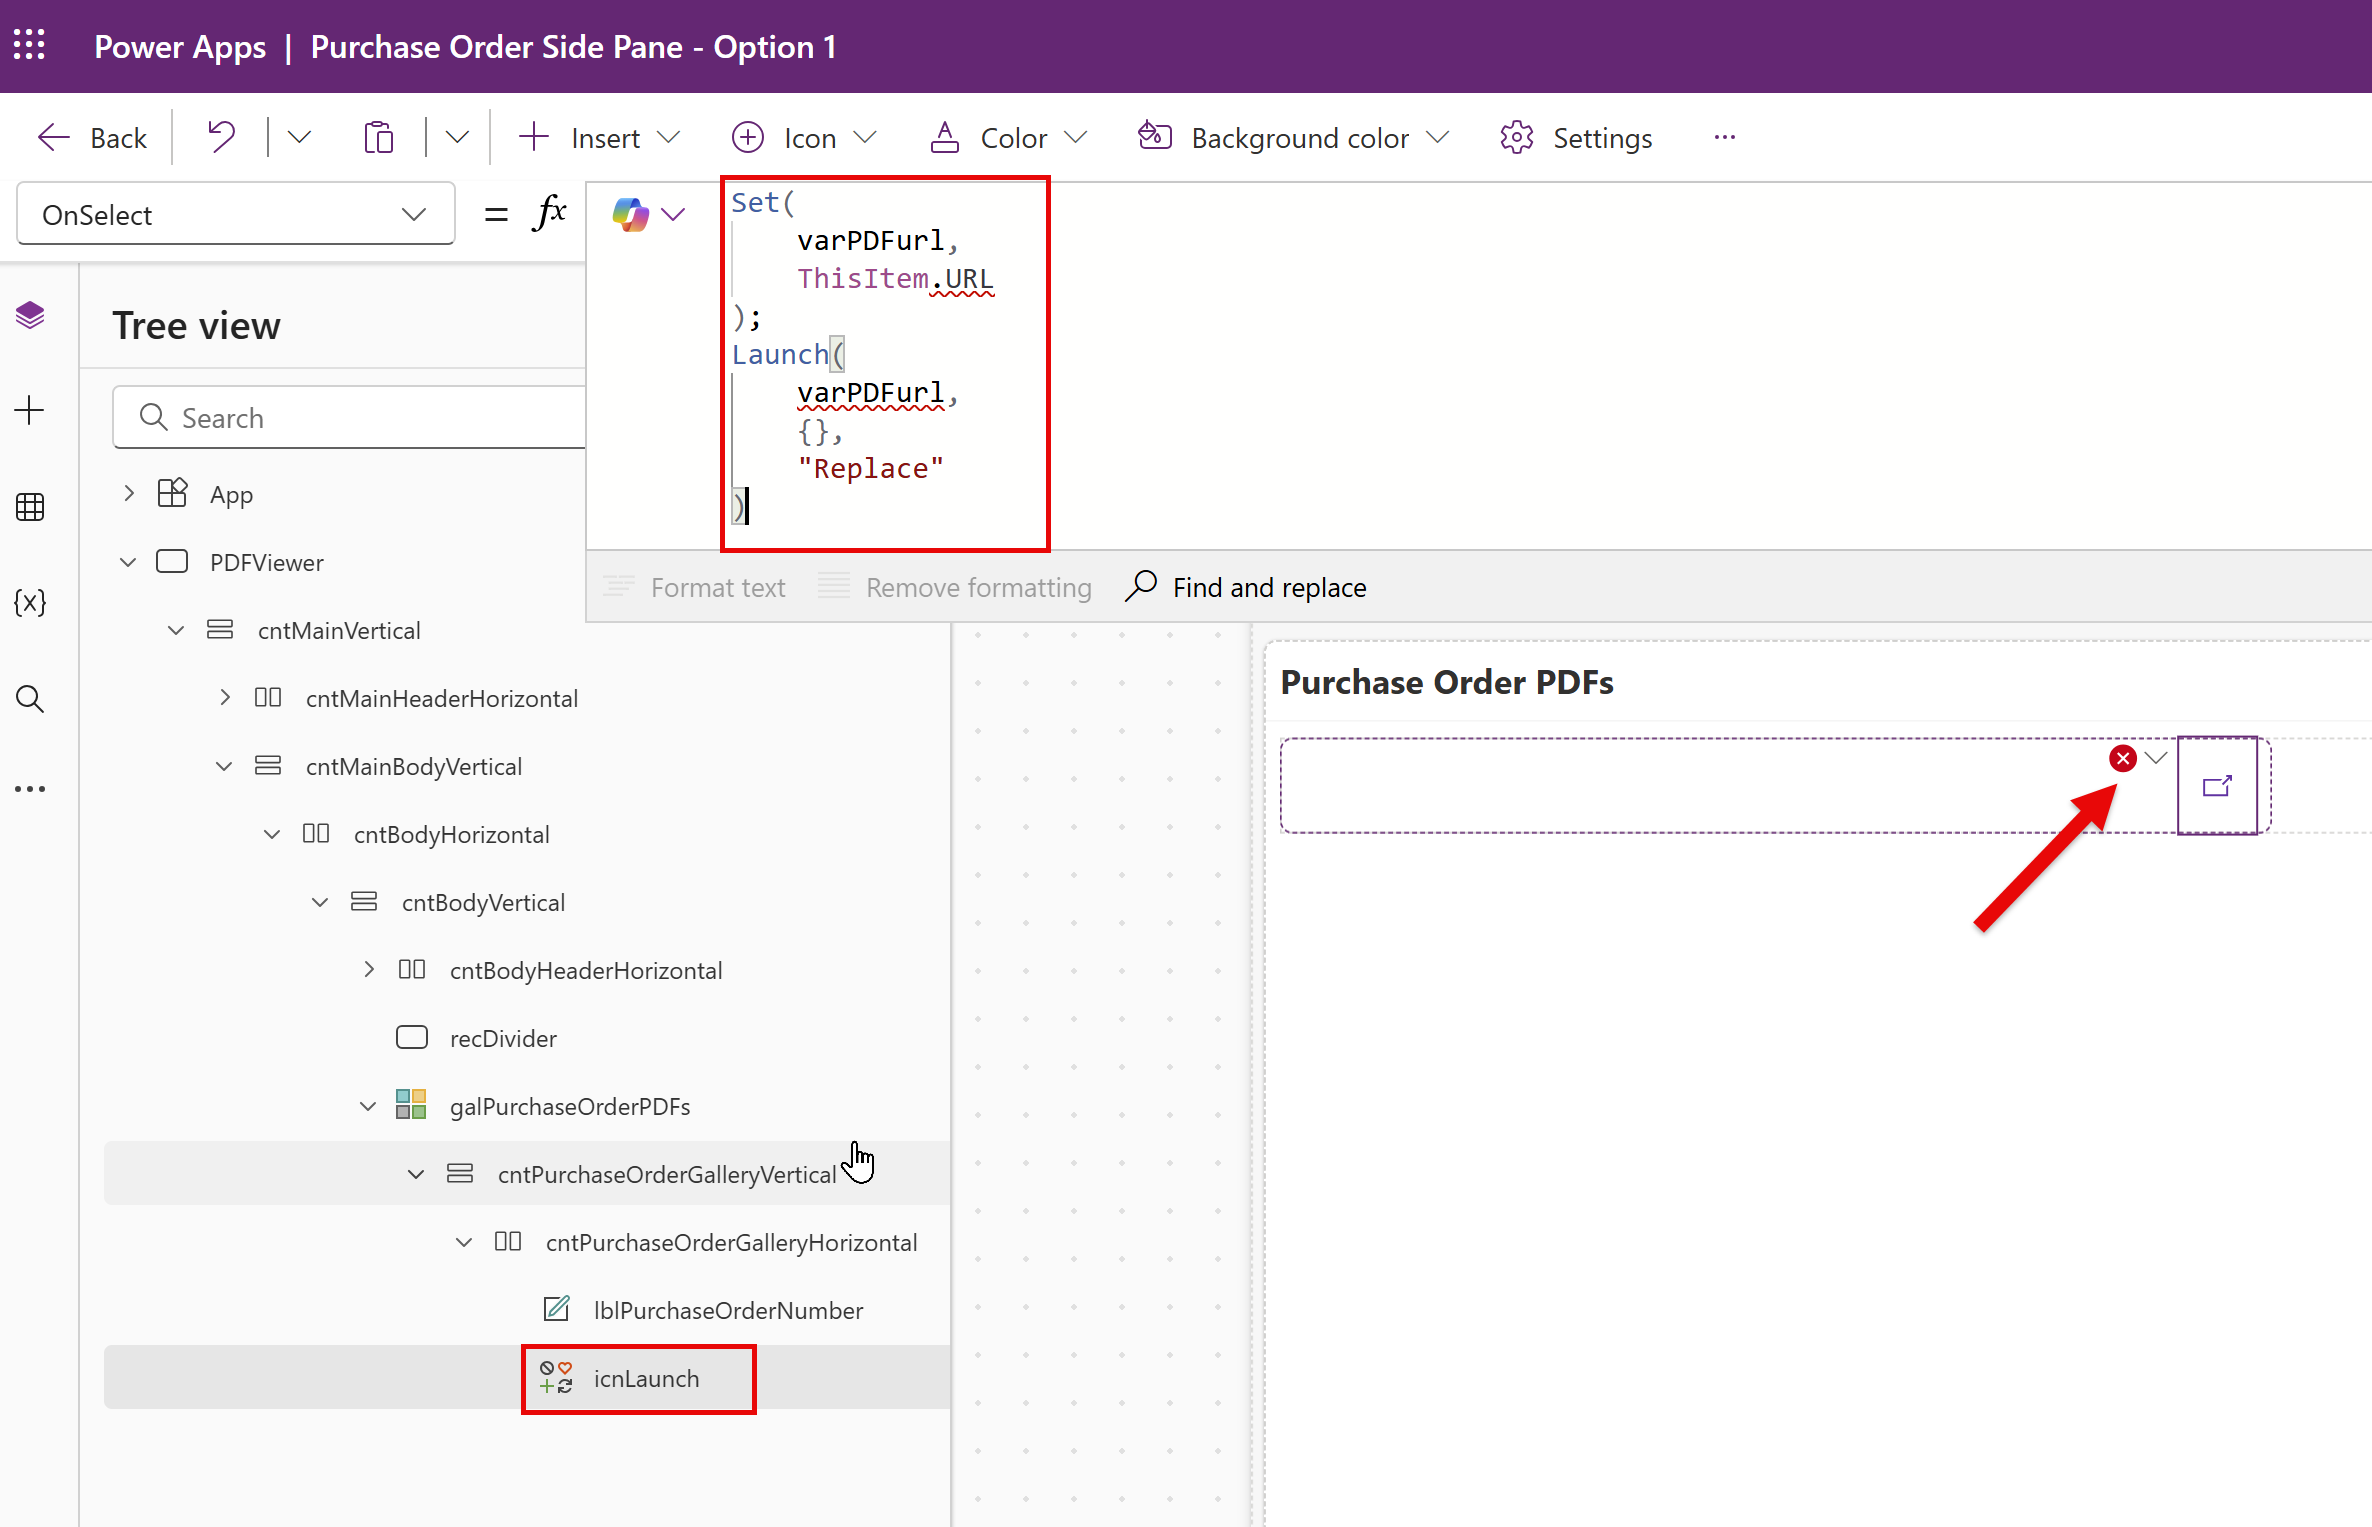 Power Apps | Purchase Order Side Pane - Option 1
Back
Insert
Icon
Color
Background color
Settings
OnSelect
= fx
Set(
varPDFurl,
ThisItem.URL
);
Launch(
varPDFurl,
{},
"Replace"
)
Format text
Remove formatting
Find and replace
Tree view
Search
App
PDFViewer
cntMainVertical
cntMainHeaderHorizontal
cntMainBodyVertical
cntBodyHorizontal
cntBodyVertical
cntBodyHeaderHorizontal
recDivider
galPurchaseOrderPDFs
cntPurchaseOrderGalleryVertical
cntPurchaseOrderGalleryHorizontal
lblPurchaseOrderNumber
icnLaunch
Purchase Order PDFs